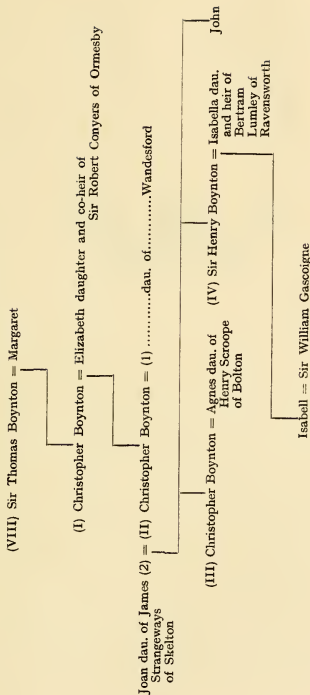 (VIII) Sir Thomas Boynton = Margaret
(I) Christopher Boynton = Elizabeth daughter and co-heir of
Sir Robert Conyers of Ormesby
Joan dau. of James (2) = (II) Christopher Boynton = (1) ............dau. of............Wandesford
Strangeways
of Skelton
(III) Christopher Boynton = Agnes dau. of
Henry Scroope
of Bolton
(IV) Sir Henry Boynton = Isabella dau.
and heir of
Bertram
Lumley of
Ravensworth
John
Isabell = Sir William Gascoigne